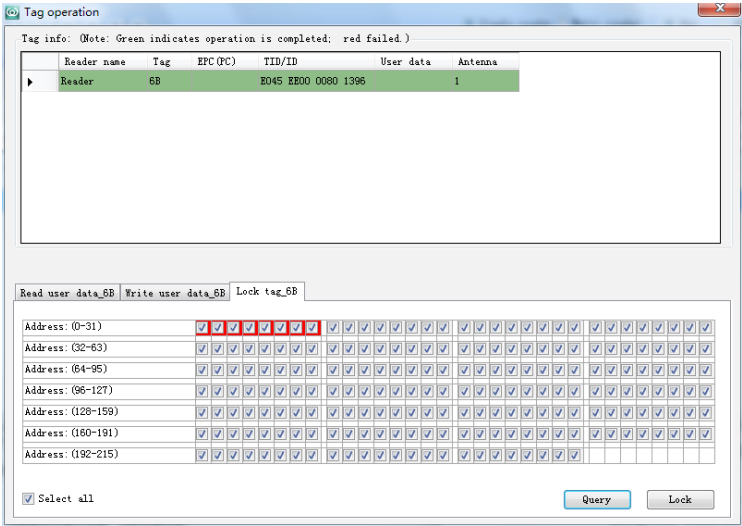 Tag operation
Tag info: (Note: Green indicates operation is completed; red failed.)
Reader name Tag EPC(PC) TID/ID User data Antenna
Reader 6B E045 EE00 0080 1396 1
Read user data_6B Write user data_6B Lock tag_6B
Address:(0-31)
Address:(32-63)
Address:(64-95)
Address:(96-127)
Address:(128-159)
Address:(160-191)
Address:(192-215)
Select all Query Lock